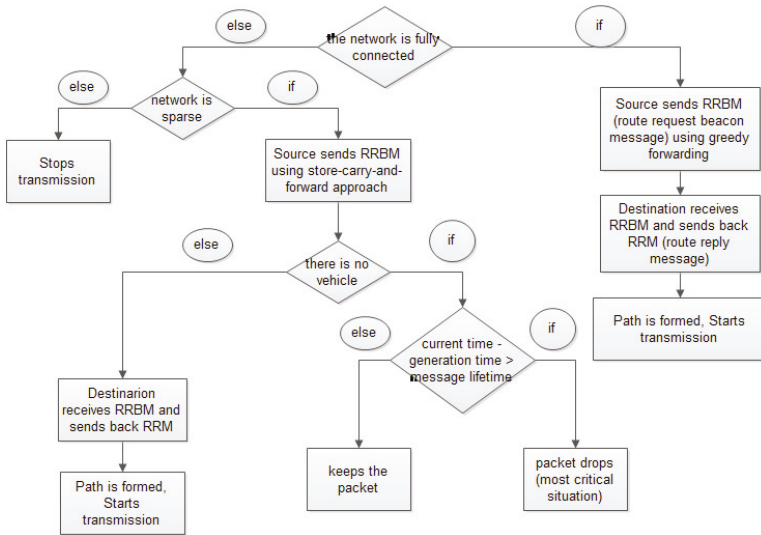 else
the network is fully
connected
if
else
network is
sparse
if
Source sends RRBM
(route request beacon
message) using greedy
forwarding
Stops
transmission
Source sends RRBM
using store-carry-and-
forward approach
Destination receives
RRBM and sends back
RRM (route reply
message)
else
there is no
vehicle
if
Path is formed, Starts
transmission
else
current time -
generation time >
message lifetime
if
Destinarion
receives RRBM and
sends back RRM
keeps the
packet
packet drops
(most critical
situation)
Path is formed,
Starts
transmission